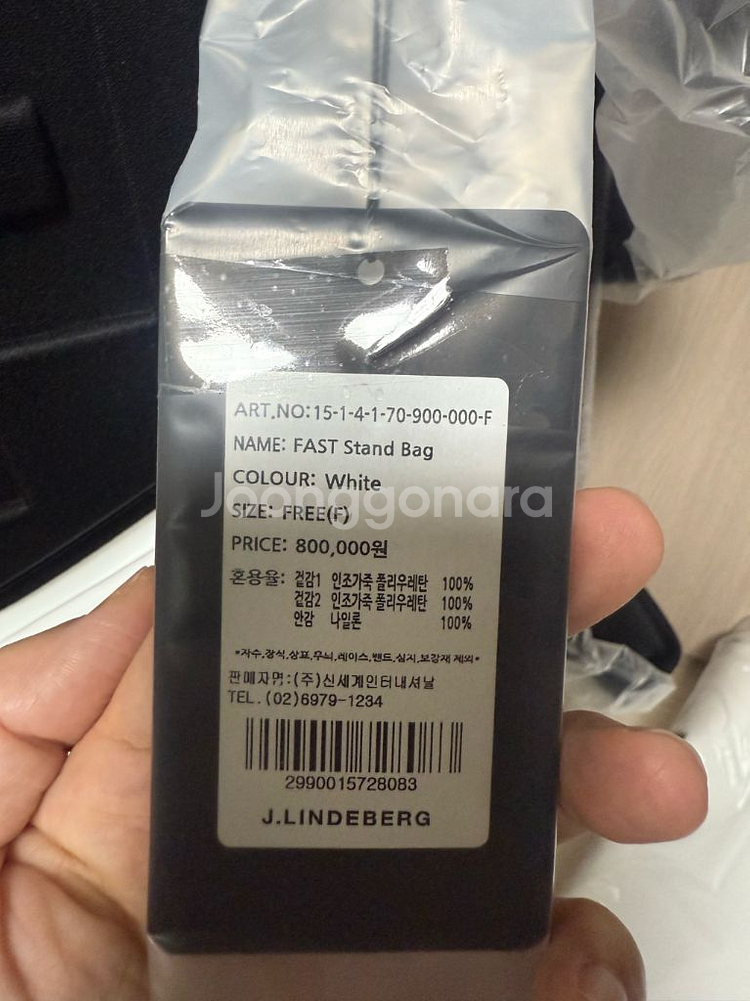 ART.NO:15-1-4-1-70-900-000-F
NAME: FAST Stand Bag
COLOUR: White
Joonggonara
SIZE: FREE(F)
PRICE: 800,000원
혼용율: 겉감1 인조가죽 폴리우레탄 100%
겉감2 인조가죽 폴리우레탄 100%
안감 나일론 100%
*자수,장식,상표,무늬,레이스,밴드,심지,보강재 제외*
판매자명:(주)신세계인터내셔날
TEL.(02)6979-1234
2990015728083
J.LINDEBERG